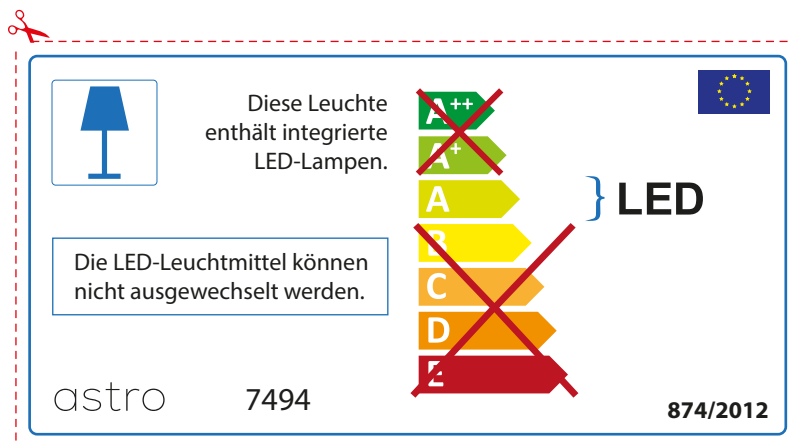 Diese Leuchte
enthält integrierte
LED-Lampen.
Die LED-Leuchtmittel können
nicht ausgewechselt werden.
astro
7494
A++
A+
A
B
C
D
E
LED
874/2012